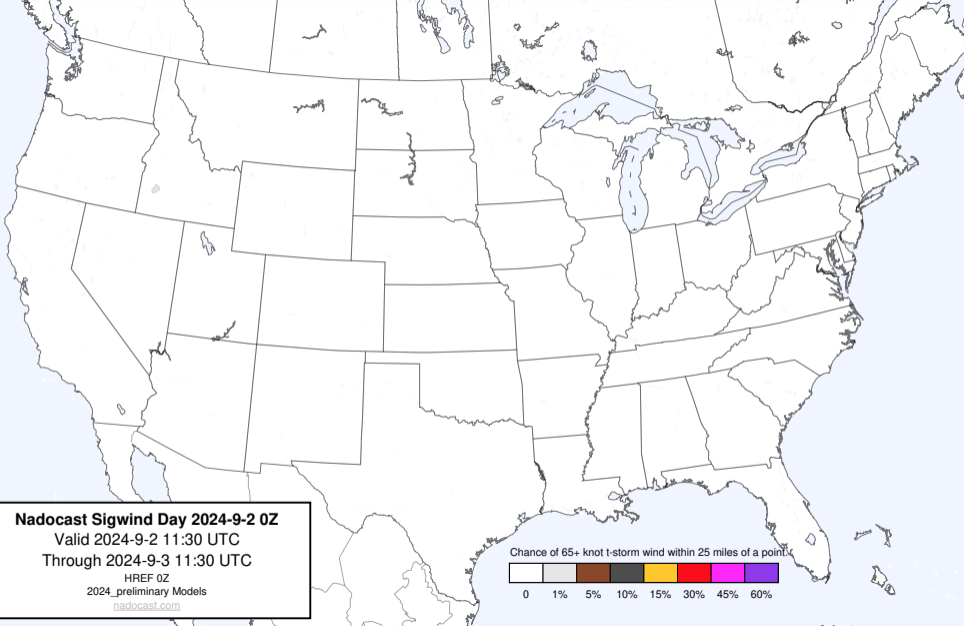 Nadocast Sigwind Day 2024-9-2 0Z
Valid 2024-9-2 11:30 UTC
Through 2024-9-3 11:30 UTC
HREF 0Z
2024_preliminary Models
nadocast.com
Chance of 65+ knot t-storm wind within 25 miles of a point.
0 1% 5% 10% 15% 30% 45% 60%